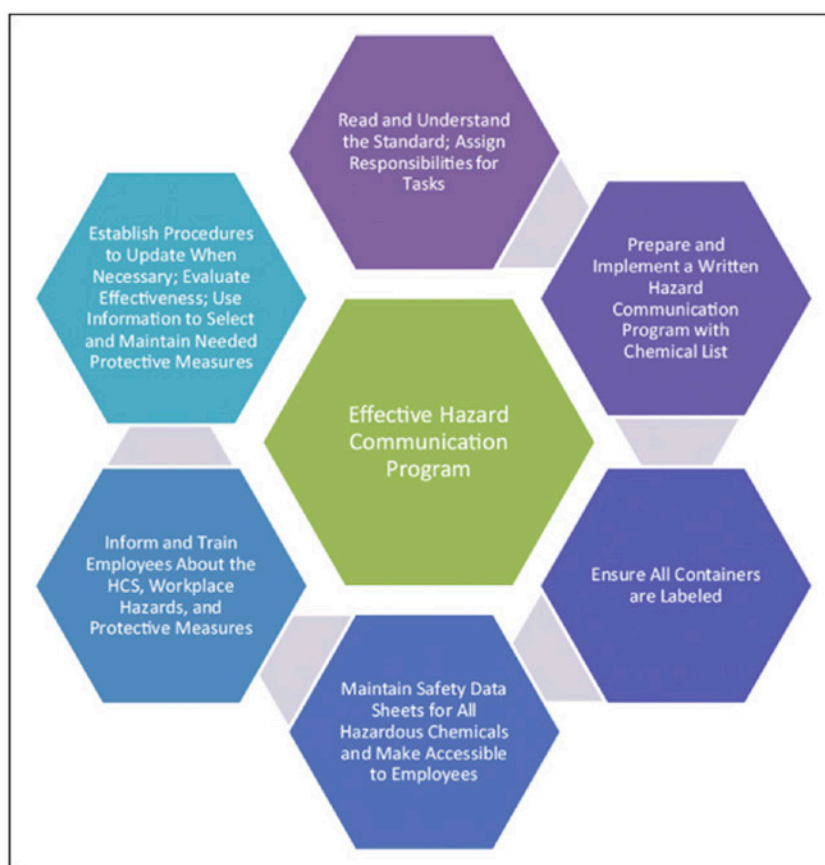 Read and Understand
the Standard; Assign
Responsibilities for
Tasks
Prepare and
Implement a Written
Hazard
Communication
Program with
Chemical List
Ensure All Containers
are Labeled
Maintain Safety Data
Sheets for All
Hazardous Chemicals
and Make Accessible
to Employees
Inform and Train
Employees About the
HCS, Workplace
Hazards, and
Protective Measures
Establish Procedures
to Update When
Necessary; Evaluate
Effectiveness; Use
Information to Select
and Maintain Needed
Protective Measures
Effective Hazard
Communication
Program